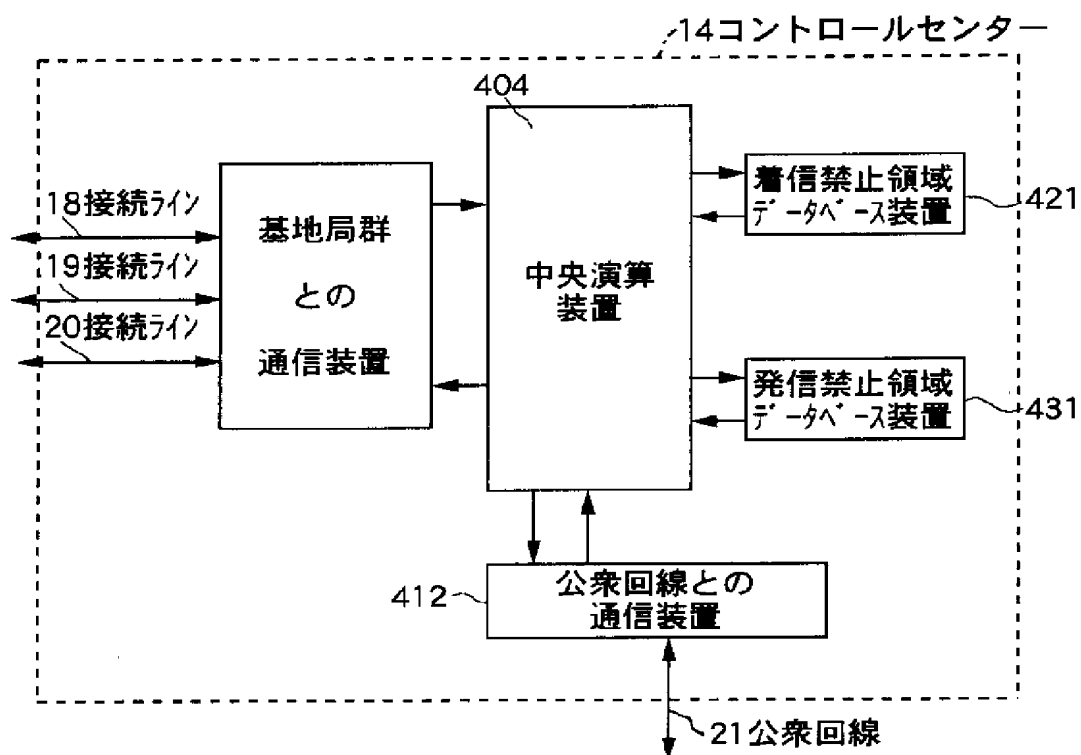 14コントロールセンター
404
18接続ライン
19接続ライン
20接続ライン
基地局群
との
通信装置
中央演算
装置
着信禁止領域
データベース装置
421
発信禁止領域
データベース装置
431
412
公衆回線との
通信装置
21公衆回線